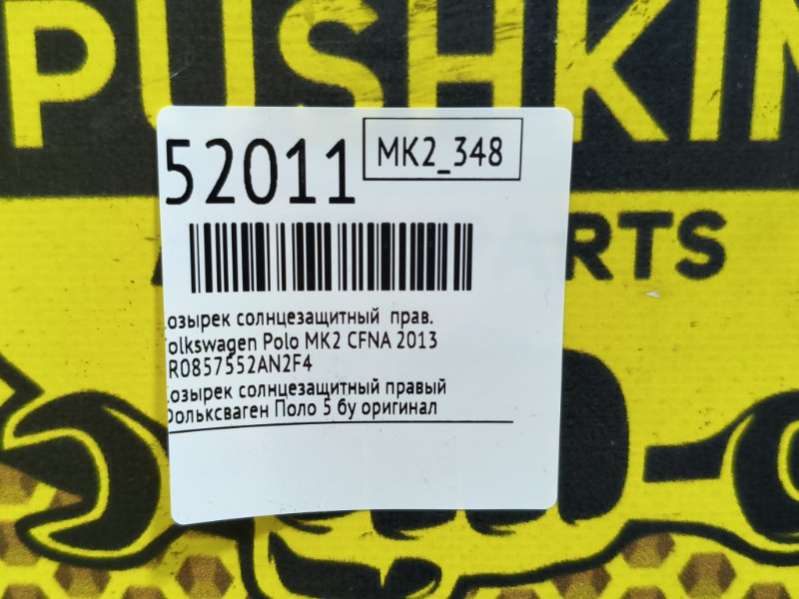 PUSHKIN
RTS
52011
MK2_348
озырек солнцезащитный прав.
olkswagen Polo MK2 CFNA 2013
R0857552AN2F4
озырек солнцезащитный правый
ольксваген Поло 5 бу оригинал